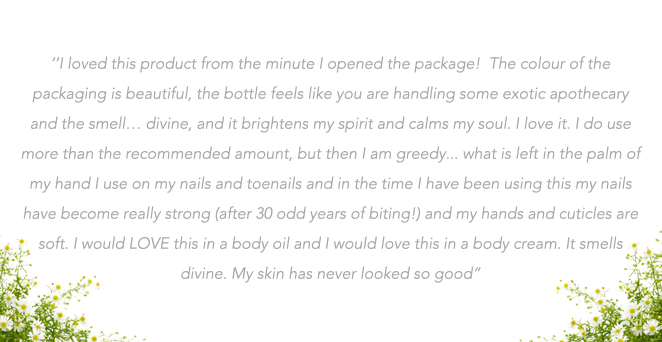 ‘‘I loved this product from the minute I opened the package!  The colour of the
packaging is beautiful, the bottle feels like you are handling some exotic apothecary
and the smell… divine, and it brightens my spirit and calms my soul. I love it. I do use
more than the recommended amount, but then I am greedy... what is left in the palm of
my hand I use on my nails and toenails and in the time I have been using this my nails
have become really strong (after 30 odd years of biting!) and my hands and cuticles are
soft. I would LOVE this in a body oil and I would love this in a body cream. It smells
divine. My skin has never looked so good”